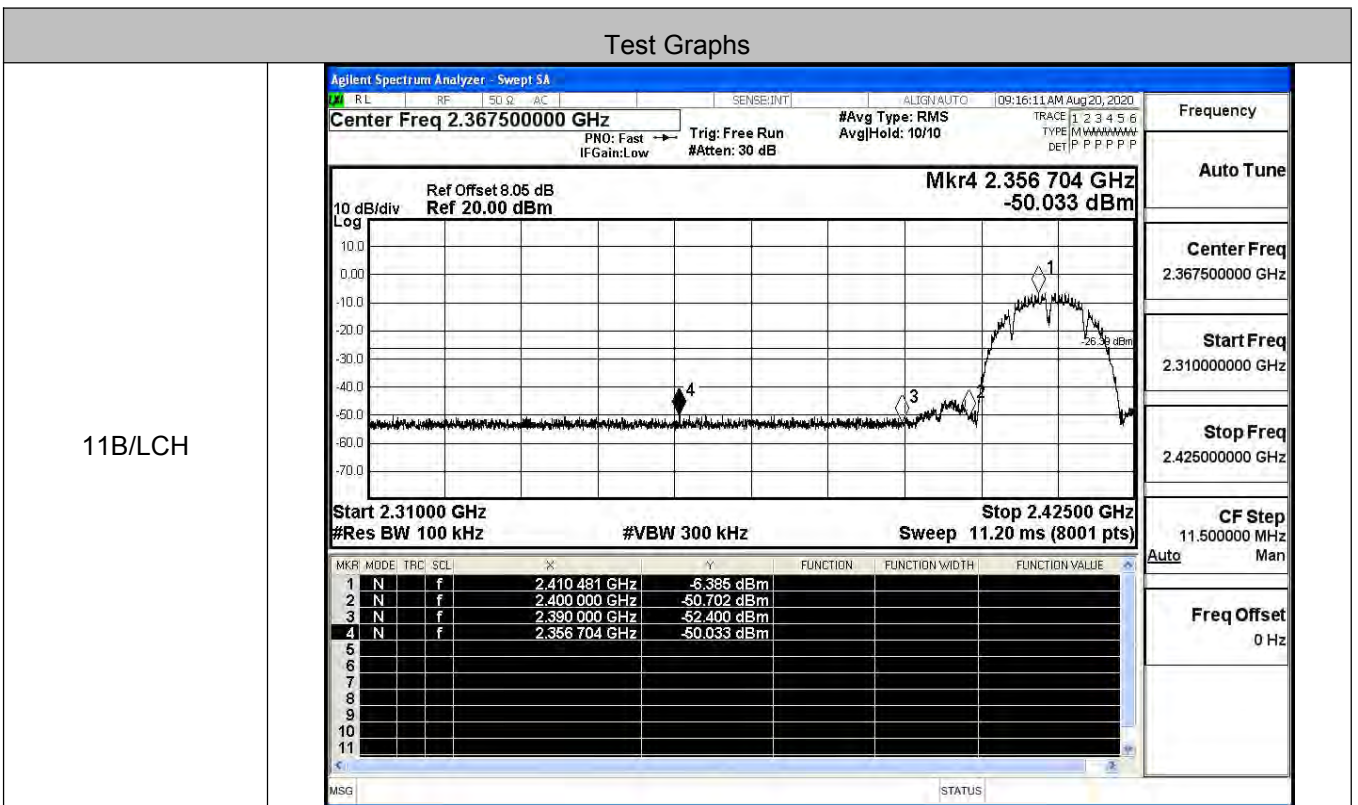 Test Graphs
11B/LCH
Agilent Spectrum Analyzer - Swept SA
LXI RL RF 50 Ω AC SENSE:INT ALIGN AUTO 09:16:11 AM Aug 20, 2020
Center Freq 2.367500000 GHz
PNO: Fast
IFGain:Low
Trig: Free Run
#Atten: 30 dB
#Avg Type: RMS
Avg|Hold: 10/10
TRACE 1 2 3 4 5 6
TYPE MWWWWW
DET P P P P P P
Mkr4 2.356 704 GHz
-50.033 dBm
Ref Offset 8.05 dB
10 dB/div Ref 20.00 dBm
Log
10.0
0.00
-10.0
-20.0
-30.0
-40.0
-50.0
-60.0
-70.0
1
2
3
4
-26.39 dBm
Start 2.31000 GHz Stop 2.42500 GHz
#Res BW 100 kHz #VBW 300 kHz Sweep 11.20 ms (8001 pts)
MKR MODE TRC SCL X Y FUNCTION FUNCTION WIDTH FUNCTION VALUE
1 N f 2.410 481 GHz -6.385 dBm
2 N f 2.400 000 GHz -50.702 dBm
3 N f 2.390 000 GHz -52.400 dBm
4 N f 2.356 704 GHz -50.033 dBm
5
6
7
8
9
10
11
MSG STATUS
Frequency
Auto Tune
Center Freq
2.367500000 GHz
Start Freq
2.310000000 GHz
Stop Freq
2.425000000 GHz
CF Step
11.500000 MHz
Auto Man
Freq Offset
0 Hz